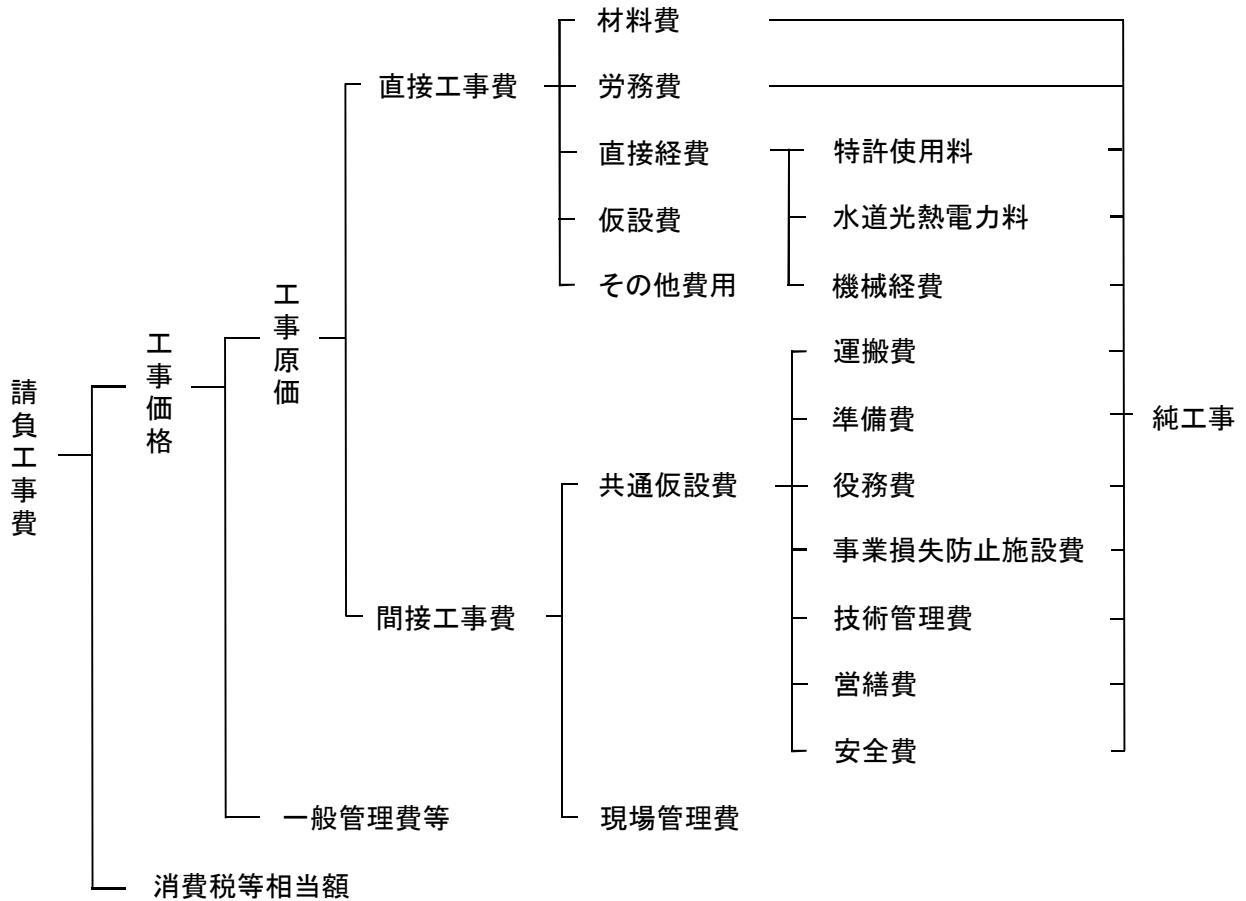 材料費
直接工事費
労務費
直接経費
特許使用料
仮設費
水道光熱電力料
その他費用
機械経費
工事原価
工事価格
請負工事費
運搬費
準備費
純工事
共通仮設費
役務費
事業損失防止施設費
間接工事費
技術管理費
営繕費
安全費
一般管理費等
現場管理費
消費税等相当額